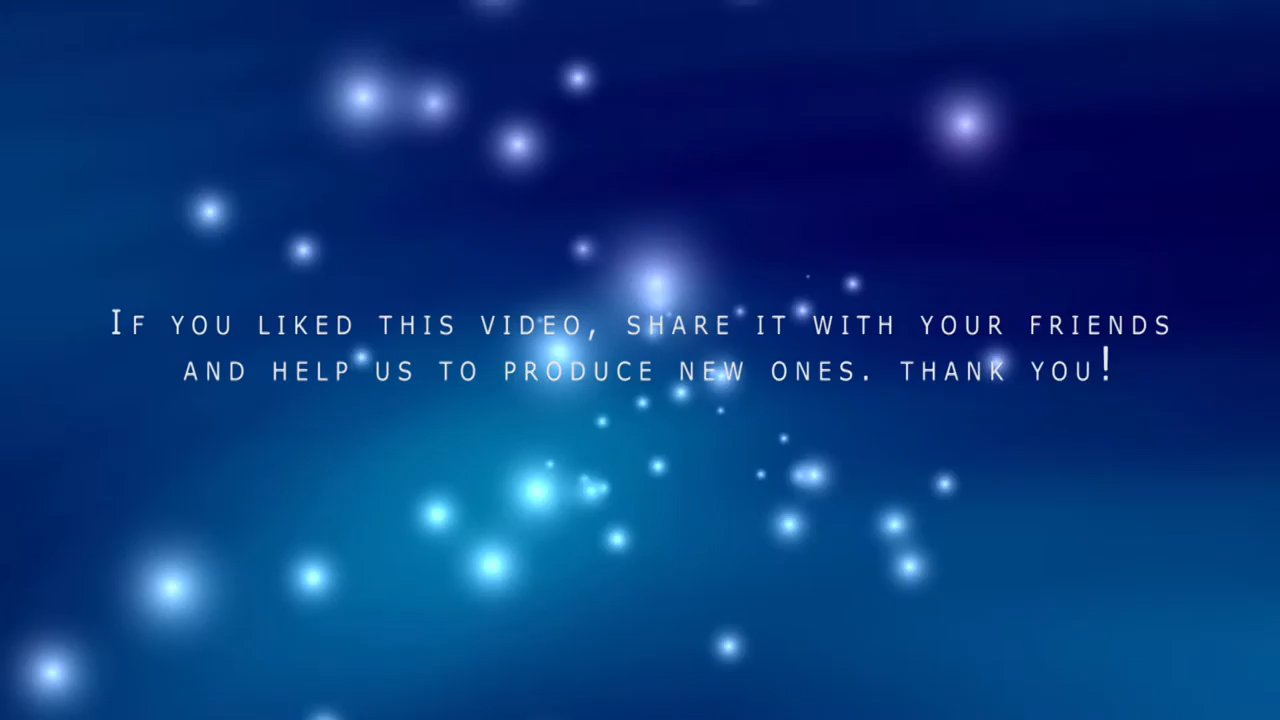 If you liked this video, share it with your friends
and help us to produce new ones. Thank you!